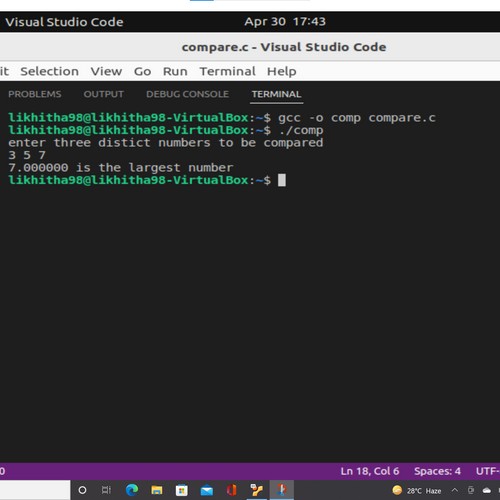 Visual Studio Code Apr 30 17:43
compare.c - Visual Studio Code
it Selection View Go Run Terminal Help
PROBLEMS OUTPUT DEBUG CONSOLE TERMINAL
likhitha98@likhitha98-VirtualBox:~$ gcc -o comp compare.c
likhitha98@likhitha98-VirtualBox:~$ ./comp
enter three distict numbers to be compared
3 5 7
7.000000 is the largest number
likhitha98@likhitha98-VirtualBox:~$
0 Ln 18, Col 6 Spaces: 4 UTF-
28°C Haze